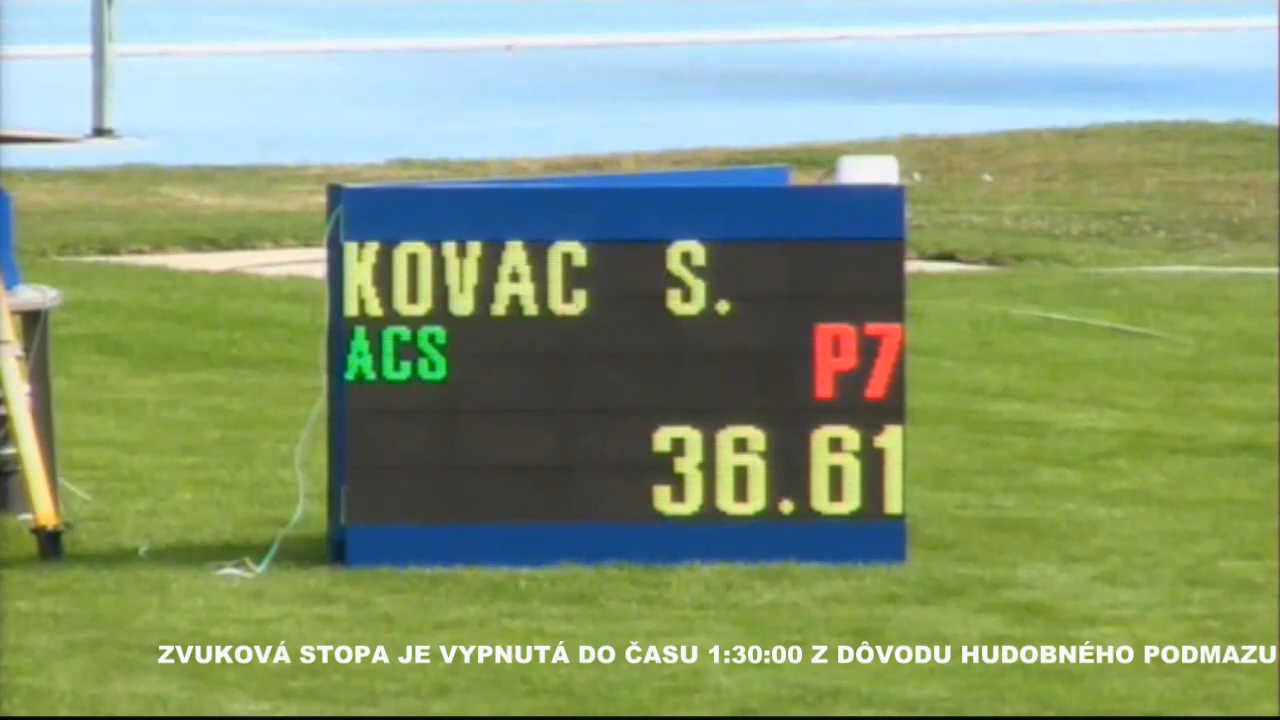 KOVAC S.
ACS
P7
36.61
ZVUKOVÁ STOPA JE VYPNUTÁ DO ČASU 1:30:00 Z DÔVODU HUDOBNÉHO PODMAZU